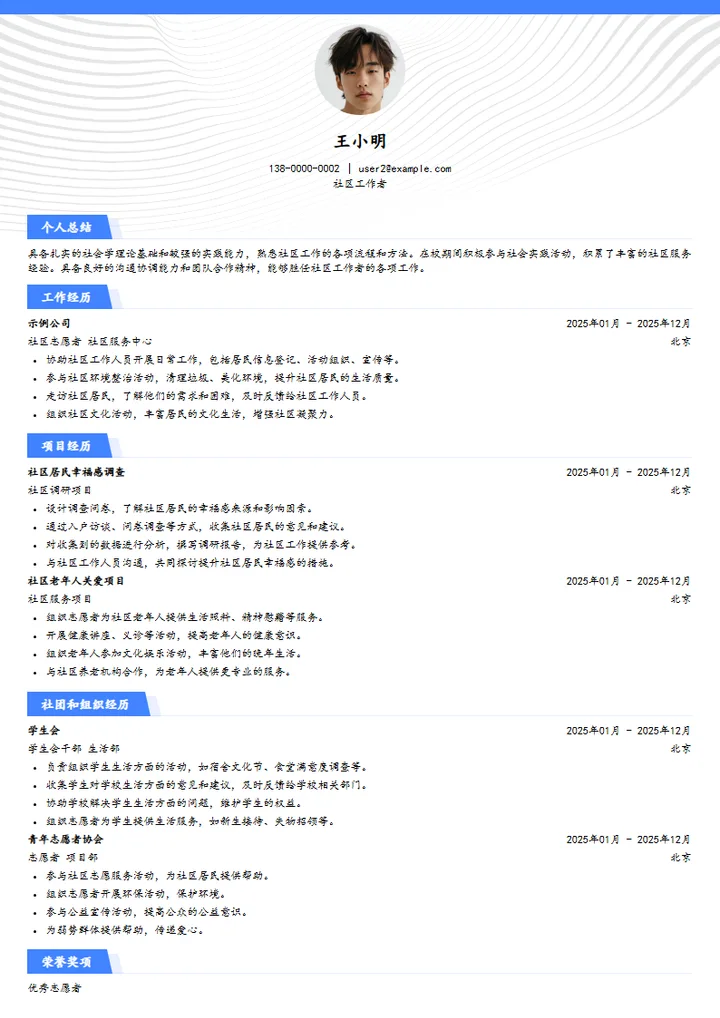 王小明
138-0000-0002 | user2@example.com
社区工作者
个人总结
具备扎实的社会学理论基础和较强的实践能力，熟悉社区工作的各项流程和方法。在校期间积极参与社会实践活动，积累了丰富的社区服务
经验。具备良好的沟通协调能力和团队合作精神，能够胜任社区工作者的各项工作。
工作经历
示例公司 2025年01月 - 2025年12月
社区志愿者 社区服务中心 北京
• 协助社区工作人员开展日常工作，包括居民信息登记、活动组织、宣传等。
• 参与社区环境整治活动，清理垃圾、美化环境，提升社区居民的生活质量。
• 走访社区居民，了解他们的需求和困难，及时反馈给社区工作人员。
• 组织社区文化活动，丰富居民的文化生活，增强社区凝聚力。
项目经历
社区居民幸福感调查 2025年01月 - 2025年12月
社区调研项目 北京
• 设计调查问卷，了解社区居民的幸福感来源和影响因素。
• 通过入户访谈、问卷调查等方式，收集社区居民的意见和建议。
• 对收集到的数据进行分析，撰写调研报告，为社区工作提供参考。
• 与社区工作人员沟通，共同探讨提升社区居民幸福感的措施。
社区老年人关爱项目 2025年01月 - 2025年12月
社区服务项目 北京
• 组织志愿者为社区老年人提供生活照料、精神慰藉等服务。
• 开展健康讲座、义诊等活动，提高老年人的健康意识。
• 组织老年人参加文化娱乐活动，丰富他们的晚年生活。
• 与社区养老机构合作，为老年人提供更专业的服务。
社团和组织经历
学生会 2025年01月 - 2025年12月
学生会干部 生活部 北京
• 负责组织学生生活方面的活动，如宿舍文化节、食堂满意度调查等。
• 收集学生对学校生活方面的意见和建议，及时反馈给学校相关部门。
• 协助学校解决学生生活方面的问题，维护学生的权益。
• 组织志愿者为学生提供生活服务，如新生接待、失物招领等。
青年志愿者协会 2025年01月 - 2025年12月
志愿者 项目部 北京
• 参与社区志愿服务活动，为社区居民提供帮助。
• 组织志愿者开展环保活动，保护环境。
• 参与公益宣传活动，提高公众的公益意识。
• 为弱势群体提供帮助，传递爱心。
荣誉奖项
优秀志愿者